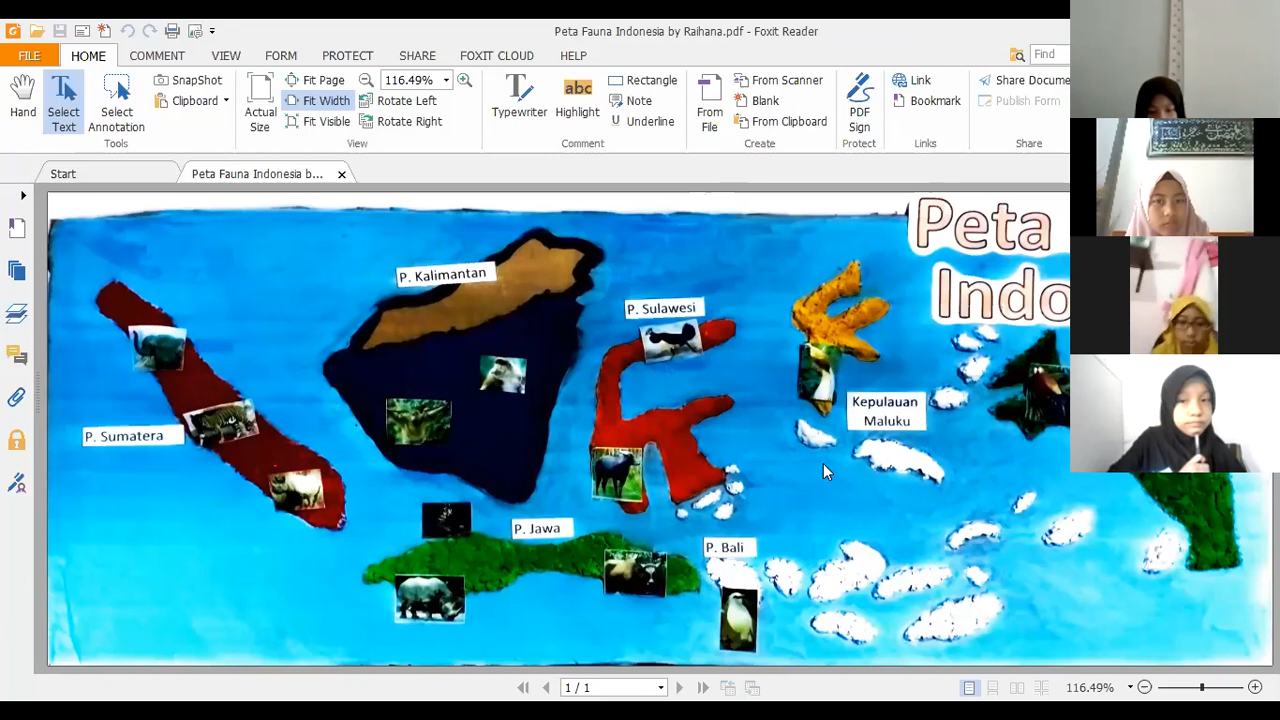 Peta Fauna Indonesia by Raihana.pdf - Foxit Reader
FILE
HOME
COMMENT
VIEW
FORM
PROTECT
SHARE
FOXIT CLOUD
HELP
Find
Hand
Select
Text
Select
Annotation
SnapShot
Clipboard
Tools
Actual
Size
Fit Page
Fit Width
Fit Visible
116.49%
Rotate Left
Rotate Right
View
Typewriter
Highlight
Rectangle
Note
Underline
Comment
From
File
From Scanner
Blank
From Clipboard
Create
PDF
Sign
Protect
Link
Bookmark
Links
Share Docume
Publish Form
Share
Start
Peta Fauna Indonesia b...
Peta
Indo
P. Kalimantan
P. Sulawesi
Kepulauan
Maluku
P. Sumatera
P. Jawa
P. Bali
1 / 1
116.49%